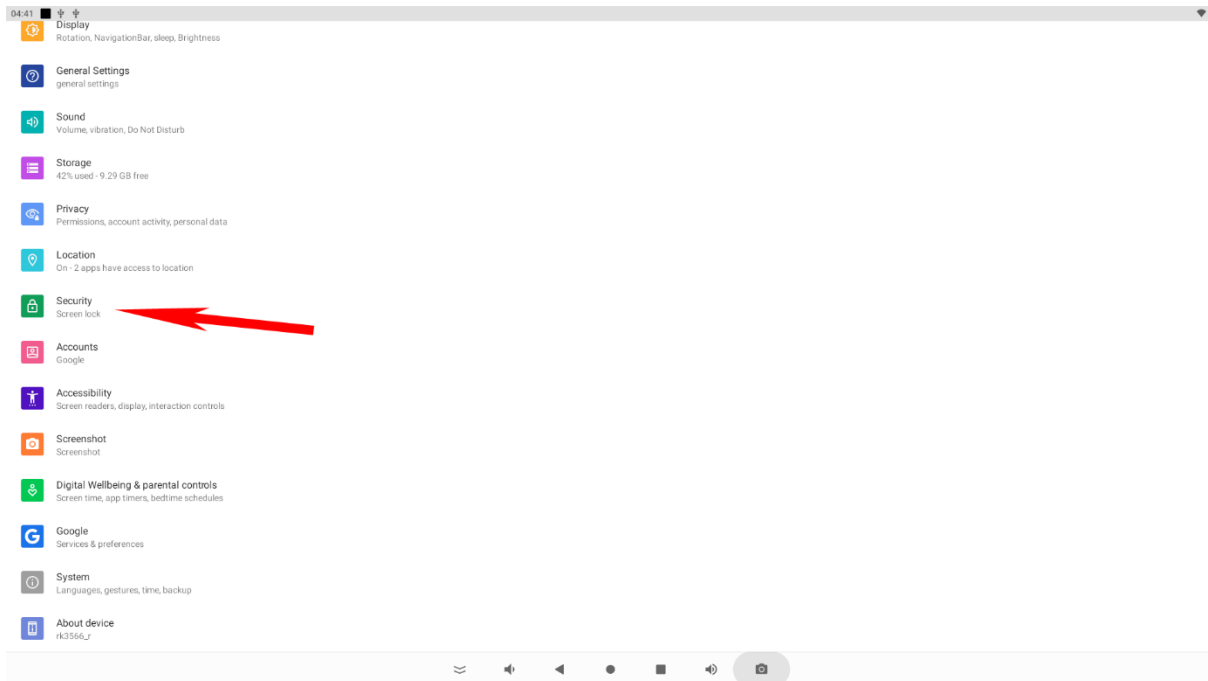 04:41
Display
Rotation, NavigationBar, sleep, Brightness
General Settings
general settings
Sound
Volume, vibration, Do Not Disturb
Storage
42% used - 9.29 GB free
Privacy
Permissions, account activity, personal data
Location
On - 2 apps have access to location
Security
Screen lock
Accounts
Google
Accessibility
Screen readers, display, interaction controls
Screenshot
Screenshot
Digital Wellbeing & parental controls
Screen time, app timers, bedtime schedules
Google
Services & preferences
System
Languages, gestures, time, backup
About device
rk3566_r